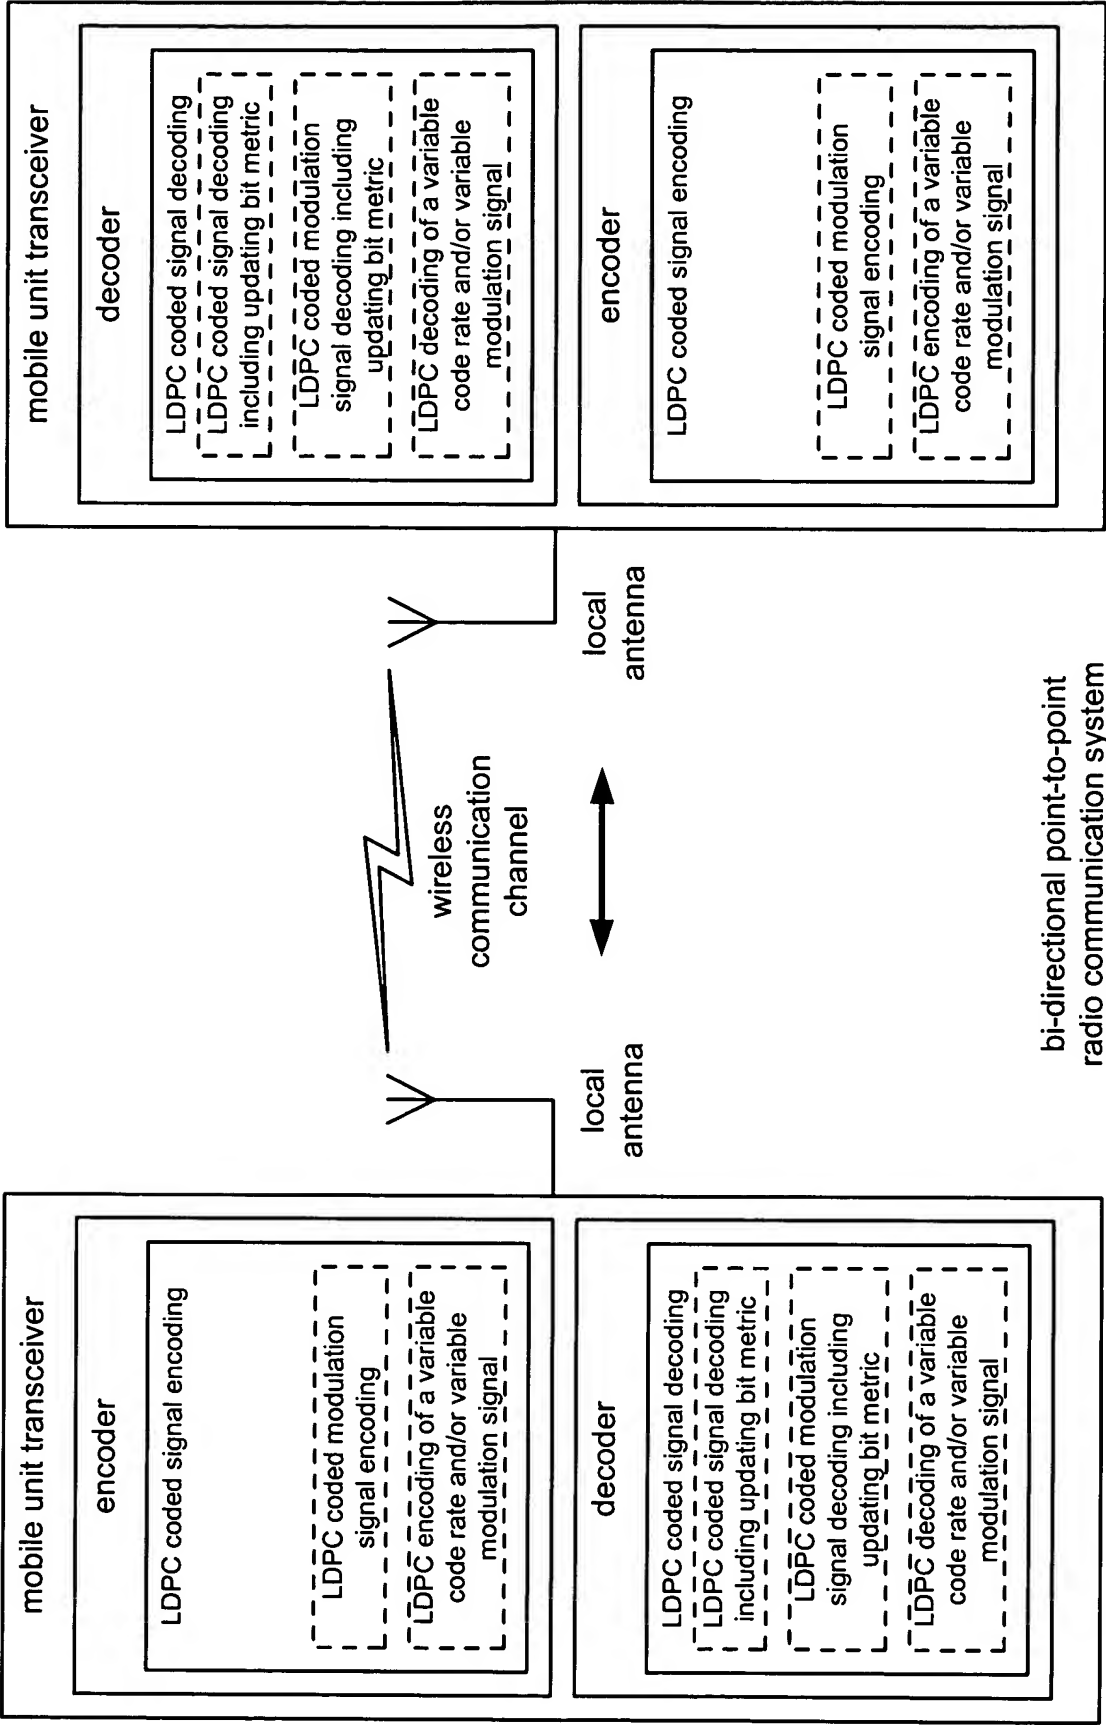 mobile unit transceiver
encoder
LDPC coded signal encoding
LDPC coded modulation
signal encoding
LDPC encoding of a variable
code rate and/or variable
modulation signal
decoder
LDPC coded signal decoding
LDPC coded signal decoding
including updating bit metric
LDPC coded modulation
signal decoding including
updating bit metric
LDPC decoding of a variable
code rate and/or variable
modulation signal
local
antenna
wireless
communication
channel
local
antenna
bi-directional point-to-point
radio communication system
mobile unit transceiver
decoder
LDPC coded signal decoding
LDPC coded signal decoding
including updating bit metric
LDPC coded modulation
signal decoding including
updating bit metric
LDPC decoding of a variable
code rate and/or variable
modulation signal
encoder
LDPC coded signal encoding
LDPC coded modulation
signal encoding
LDPC encoding of a variable
code rate and/or variable
modulation signal